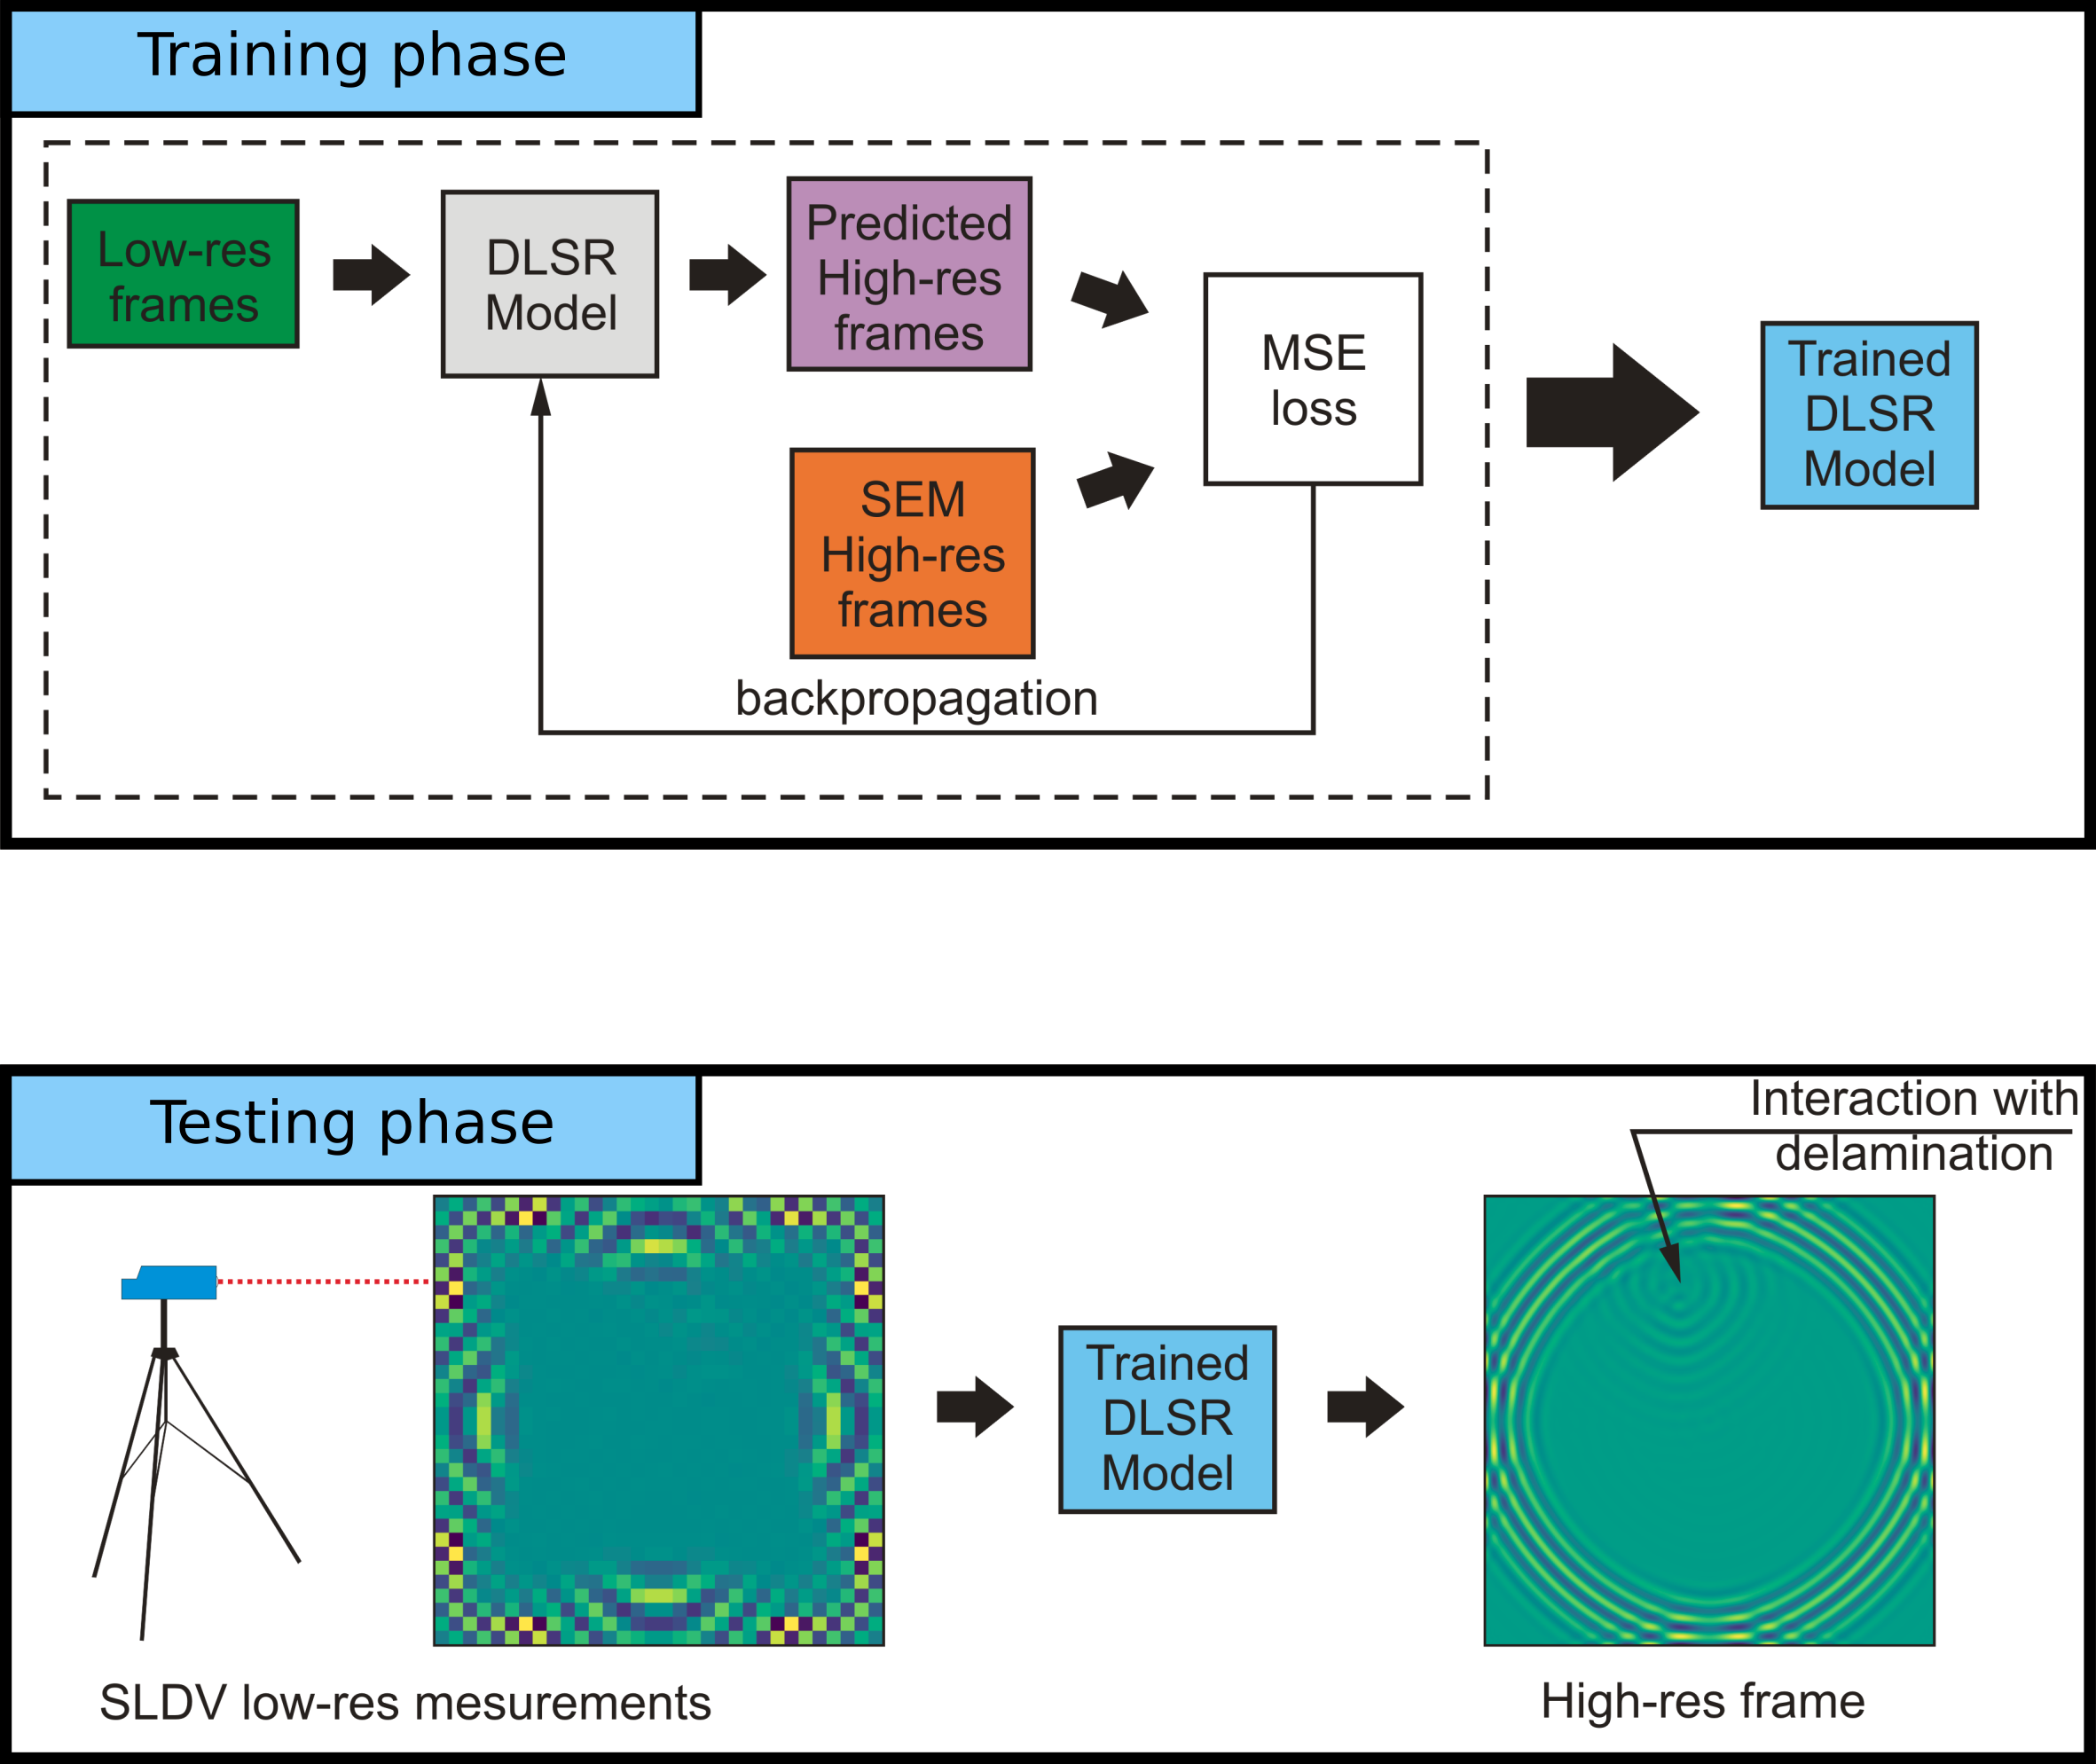 Training phase
Low-res
frames
DLSR
Model
Predicted
High-res
frames
SEM
High-res
frames
MSE
loss
backpropagation
Trained
DLSR
Model
Testing phase
Interaction with
delamination
Trained
DLSR
Model
SLDV low-res mesurements
High-res frame